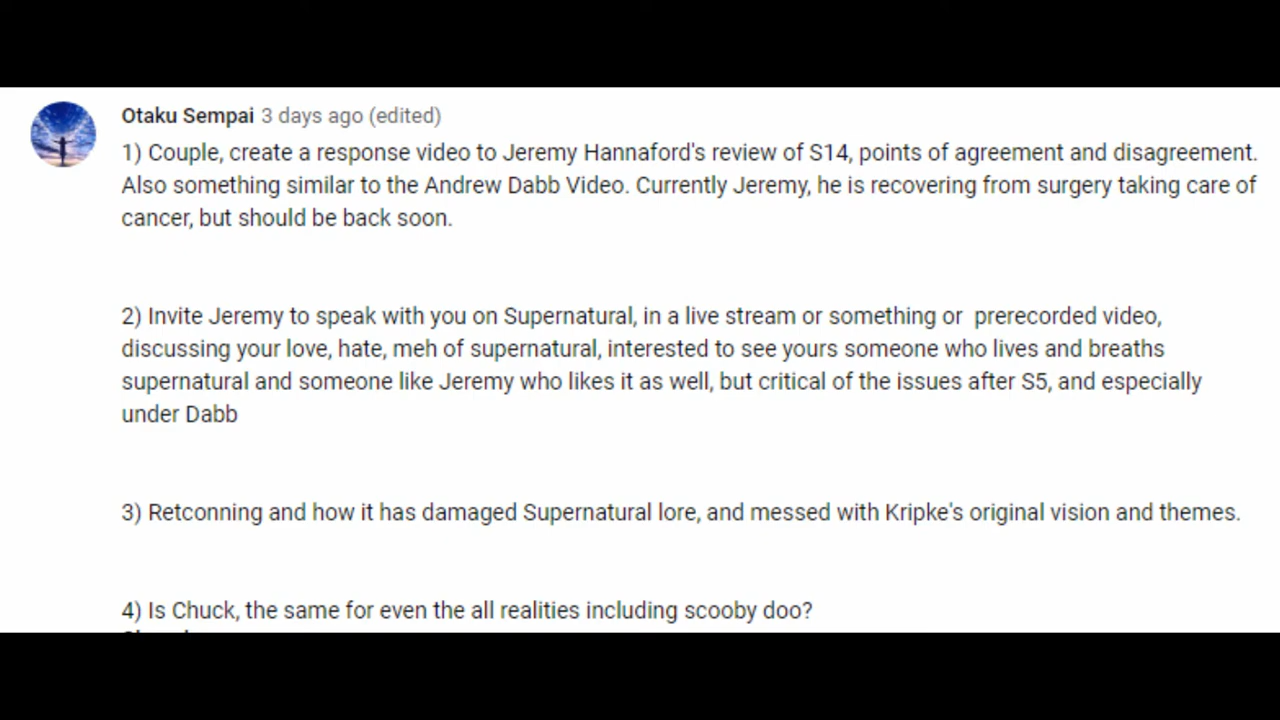 Otaku Sempai 3 days ago (edited)
1) Couple, create a response video to Jeremy Hannaford's review of S14, points of agreement and disagreement.
Also something similar to the Andrew Dabb Video. Currently Jeremy, he is recovering from surgery taking care of
cancer, but should be back soon.
2) Invite Jeremy to speak with you on Supernatural, in a live stream or something or  prerecorded video,
discussing your love, hate, meh of supernatural, interested to see yours someone who lives and breaths
supernatural and someone like Jeremy who likes it as well, but critical of the issues after S5, and especially
under Dabb
3) Retconning and how it has damaged Supernatural lore, and messed with Kripke's original vision and themes.
4) Is Chuck, the same for even the all realities including scooby doo?